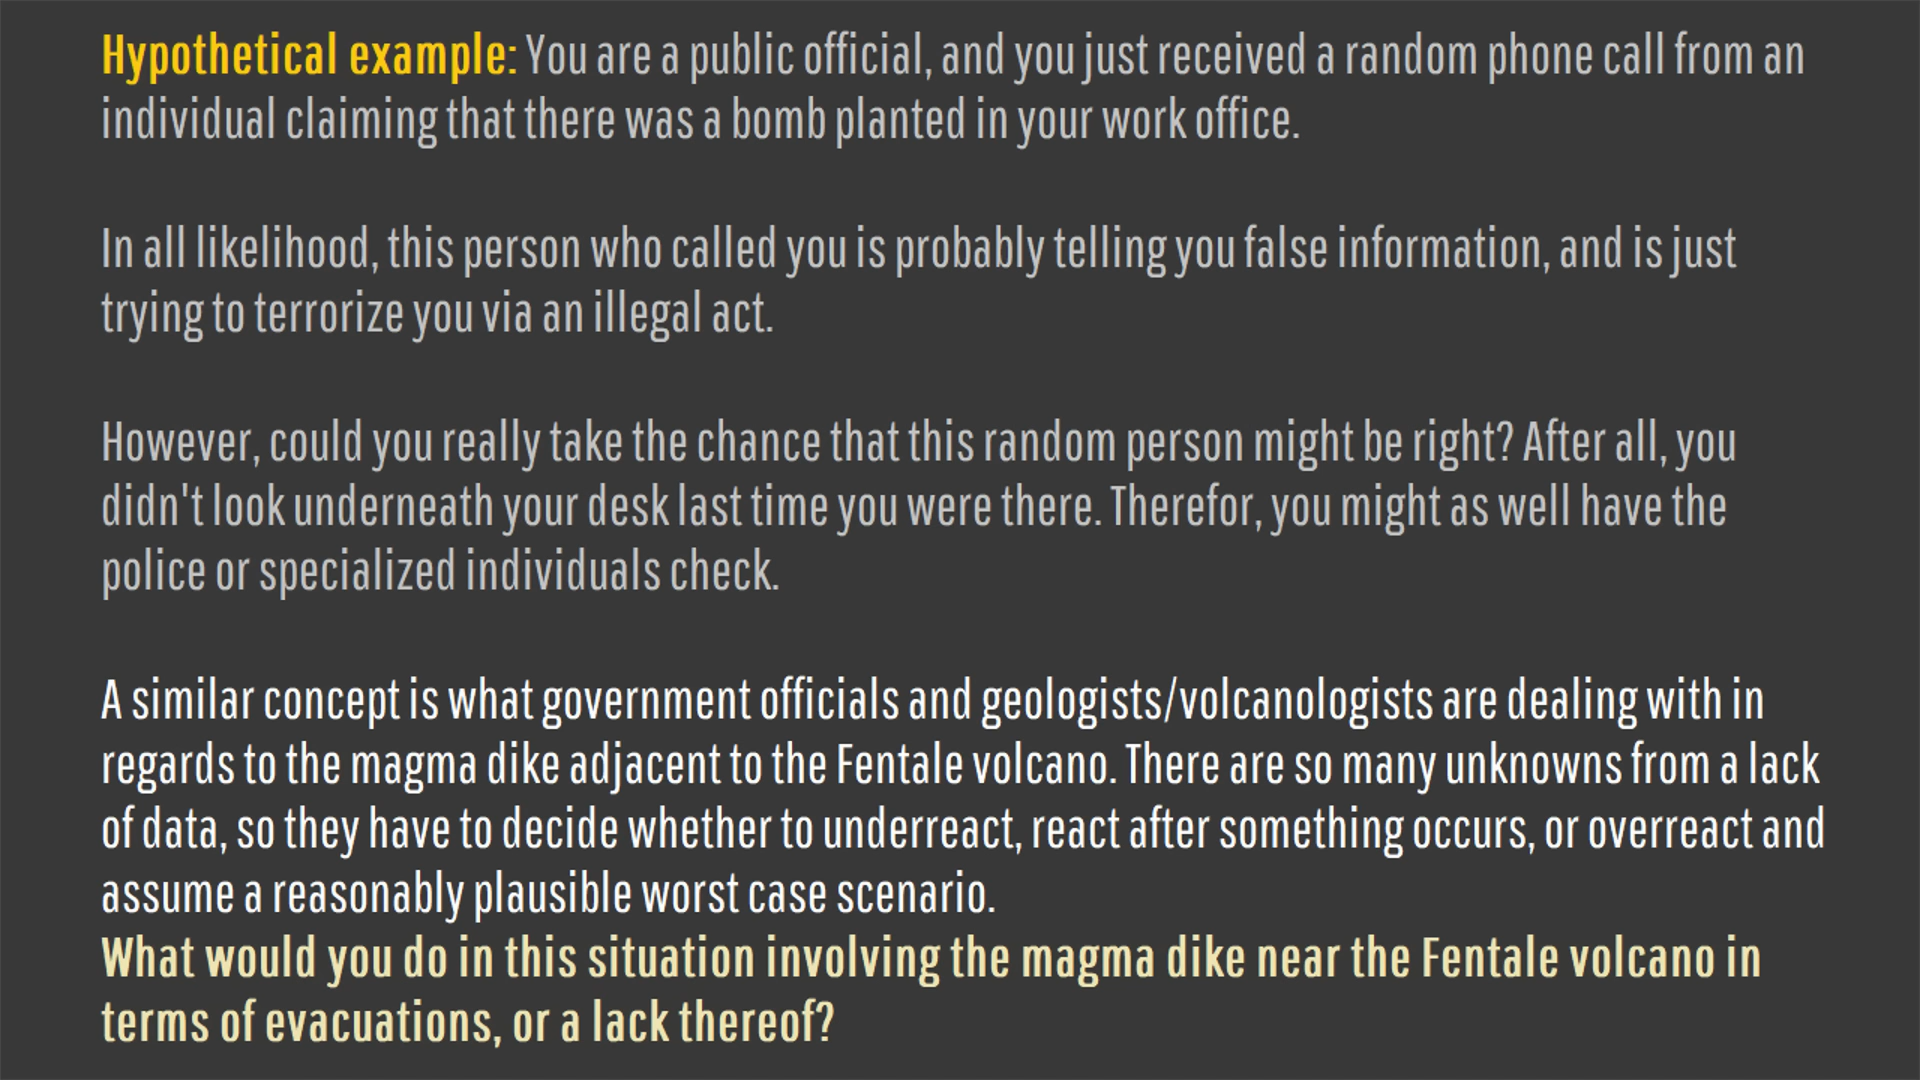 Hypothetical example: You are a public official, and you just received a random phone call from an
individual claiming that there was a bomb planted in your work office.
In all likelihood, this person who called you is probably telling you false information, and is just
trying to terrorize you via an illegal act.
However, could you really take the chance that this random person might be right? After all, you
didn't look underneath your desk last time you were there. Therefor, you might as well have the
police or specialized individuals check.
A similar concept is what government officials and geologists/volcanologists are dealing with in
regards to the magma dike adjacent to the Fentale volcano. There are so many unknowns from a lack
of data, so they have to decide whether to underreact, react after something occurs, or overreact and
assume a reasonably plausible worst case scenario.
What would you do in this situation involving the magma dike near the Fentale volcano in
terms of evacuations, or a lack thereof?